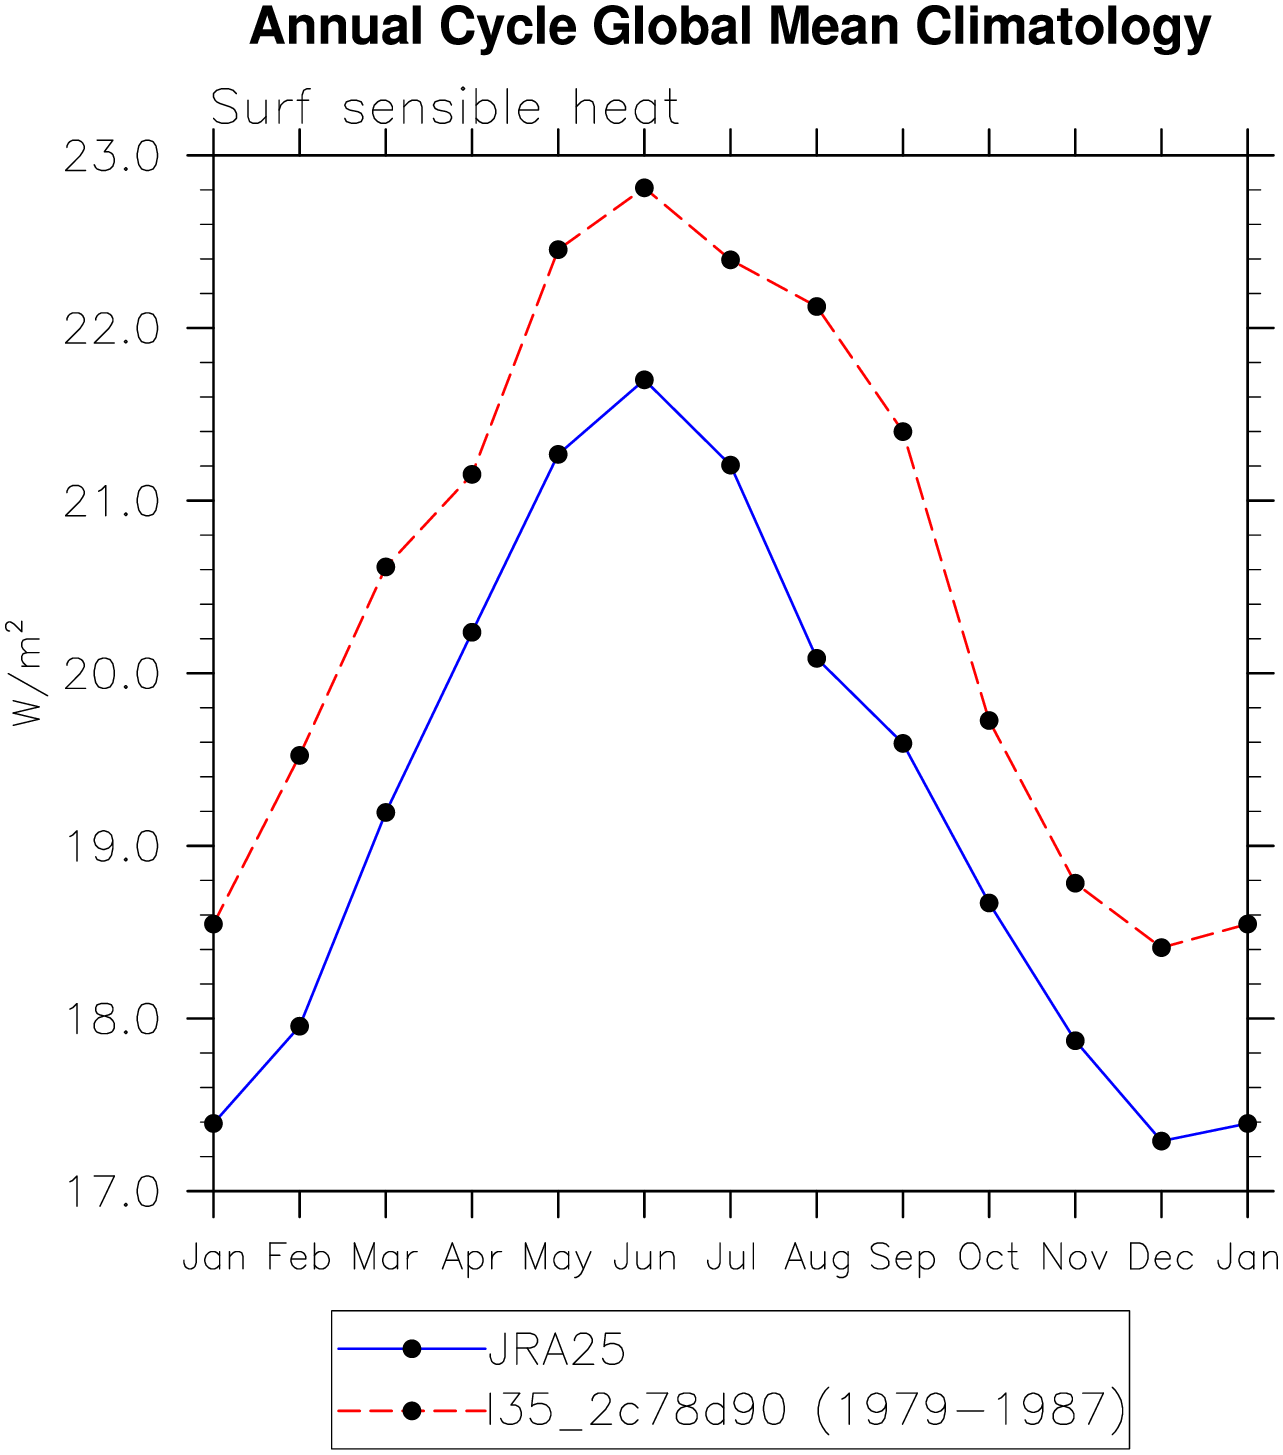 Annual Cycle Global Mean Climatology
Surf sensible heat
23.0
22.0
21.0
20.0
19.0
18.0
17.0
W/m²
Jan Feb Mar Apr May Jun Jul Aug Sep Oct Nov Dec Jan
JRA25
I35_2c78d90 (1979-1987)